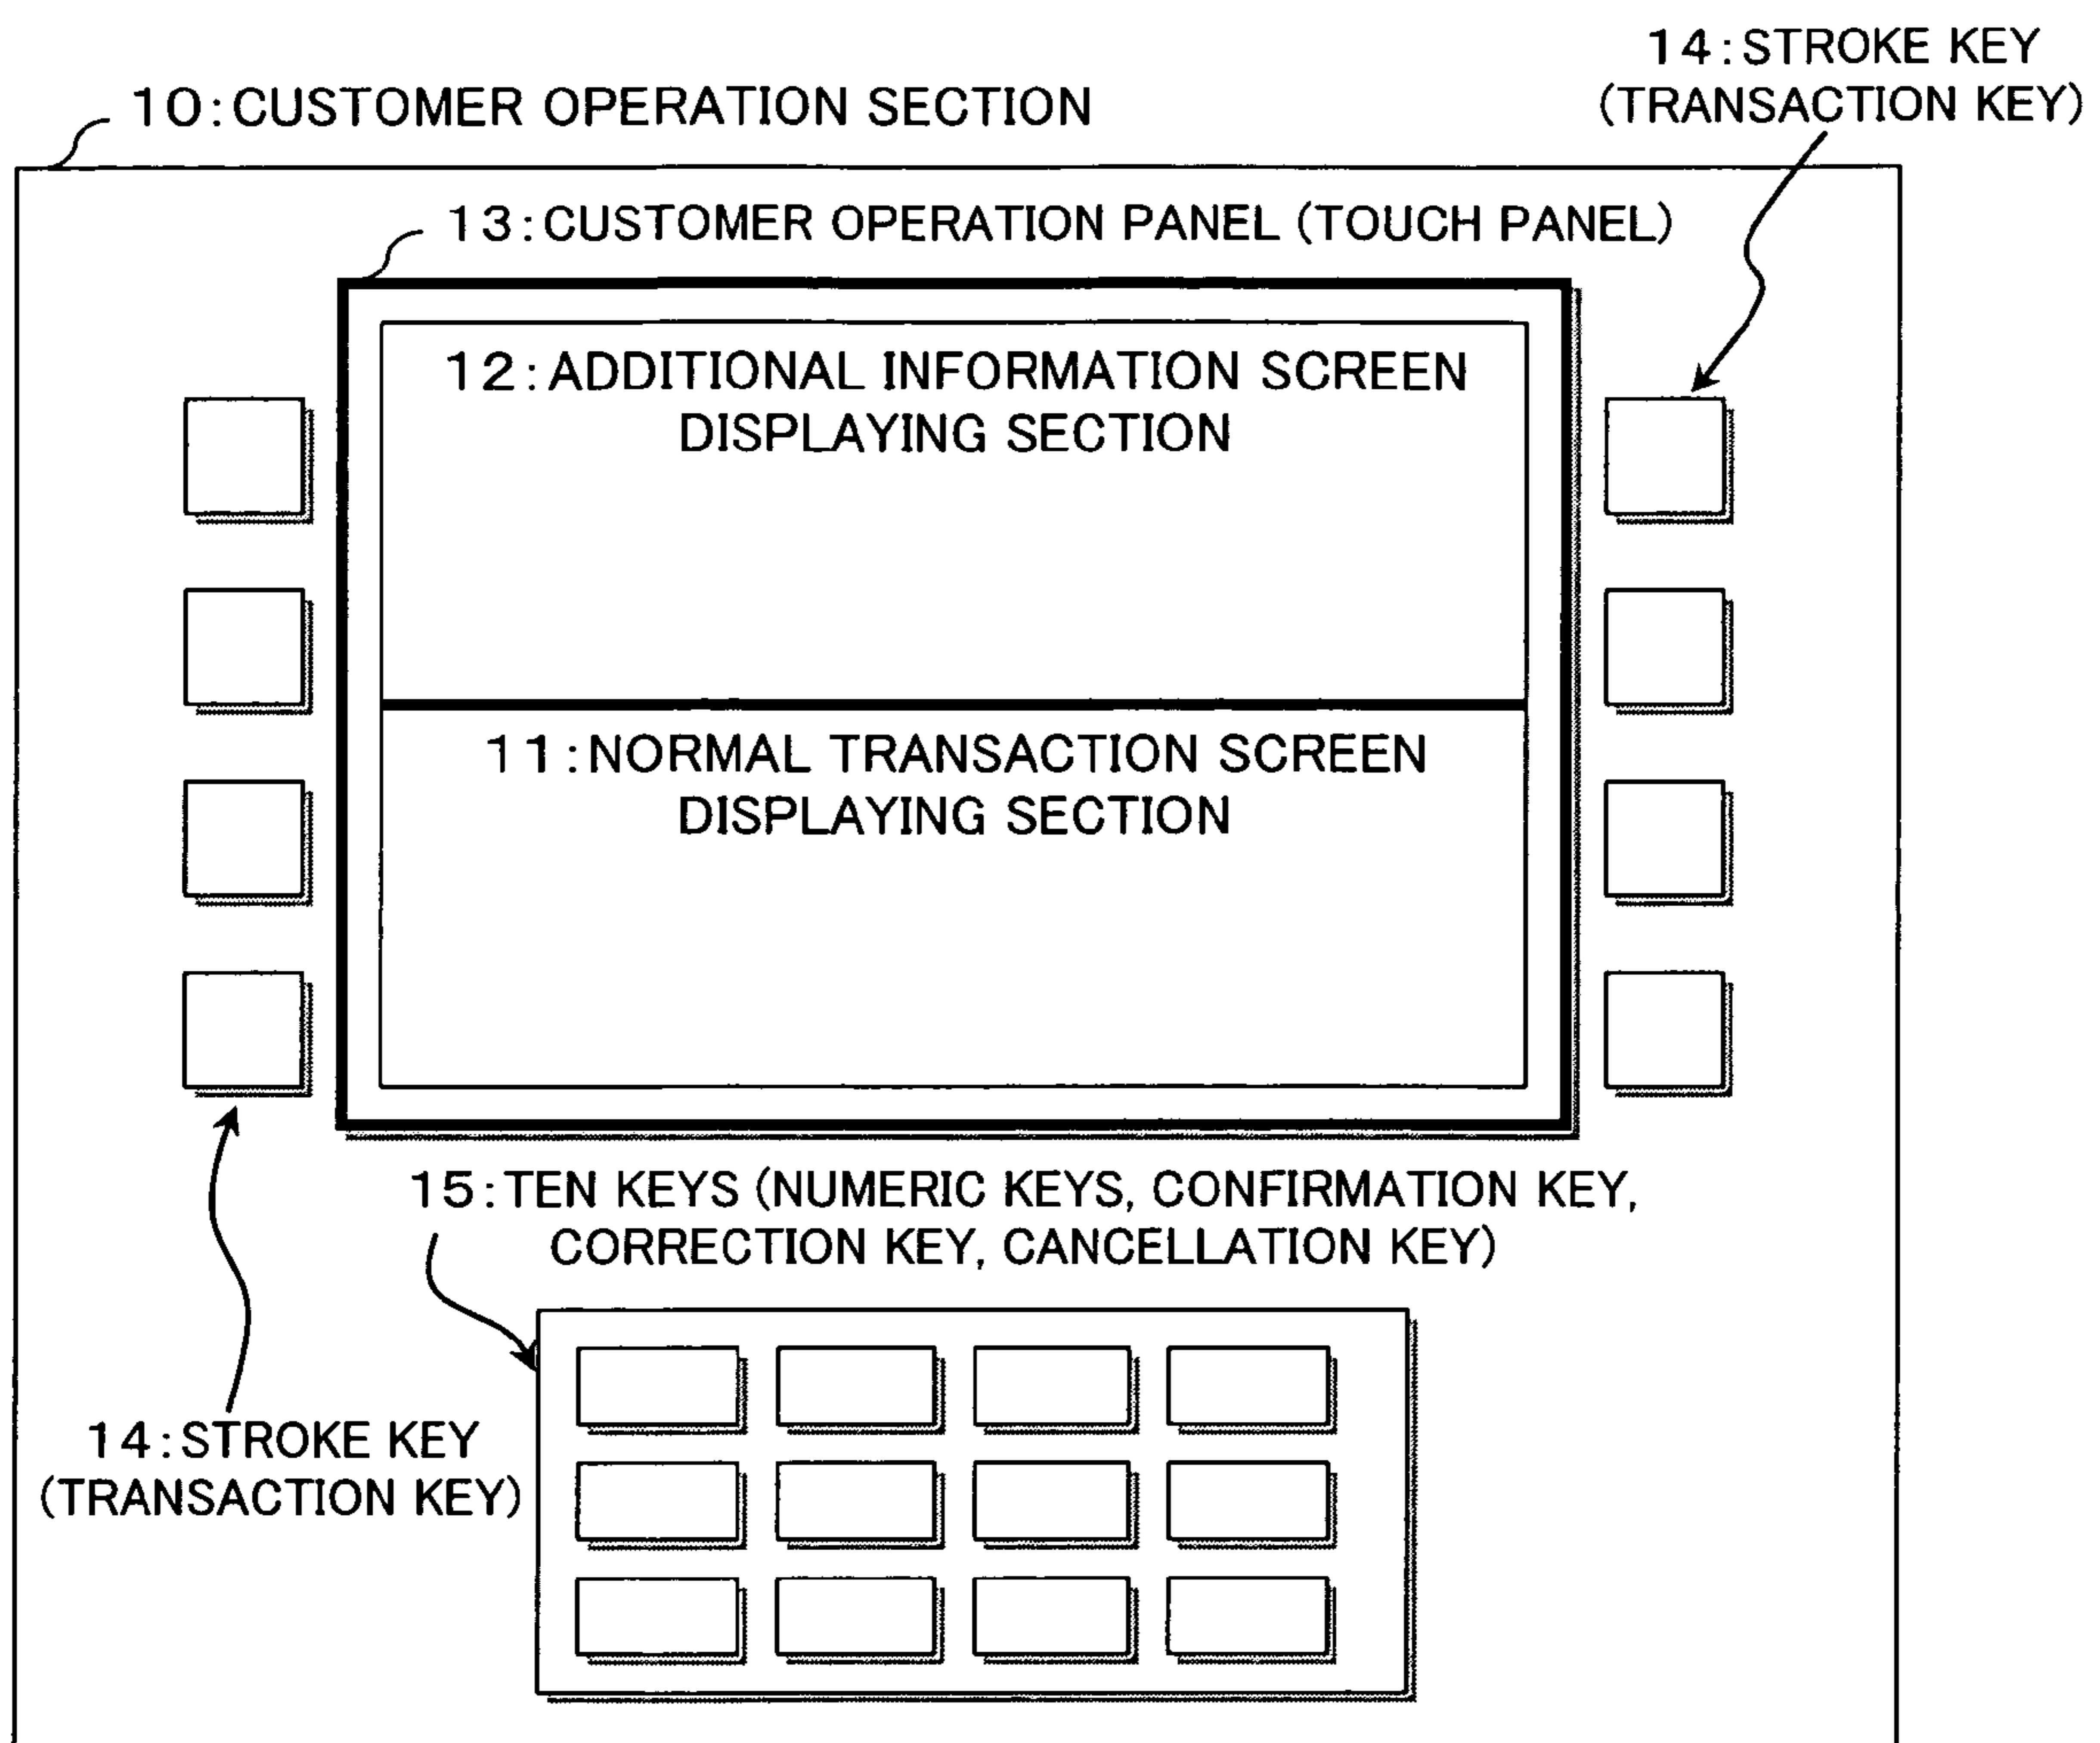 14:STROKE KEY
(TRANSACTION KEY)
10:CUSTOMER OPERATION SECTION
13:CUSTOMER OPERATION PANEL (TOUCH PANEL)
12:ADDITIONAL INFORMATION SCREEN
DISPLAYING SECTION
11:NORMAL TRANSACTION SCREEN
DISPLAYING SECTION
15:TEN KEYS (NUMERIC KEYS, CONFIRMATION KEY,
CORRECTION KEY, CANCELLATION KEY)
14:STROKE KEY
(TRANSACTION KEY)